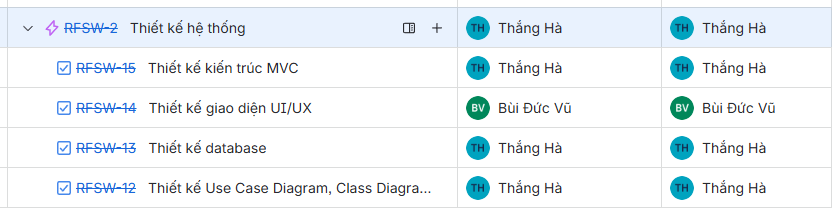 RFSW-2 Thiết kế hệ thống TH Thắng Hà TH Thắng Hà
RFSW-15 Thiết kế kiến trúc MVC TH Thắng Hà TH Thắng Hà
RFSW-14 Thiết kế giao diện UI/UX BV Bùi Đức Vũ BV Bùi Đức Vũ
RFSW-13 Thiết kế database TH Thắng Hà TH Thắng Hà
RFSW-12 Thiết kế Use Case Diagram, Class Diagra... TH Thắng Hà TH Thắng Hà